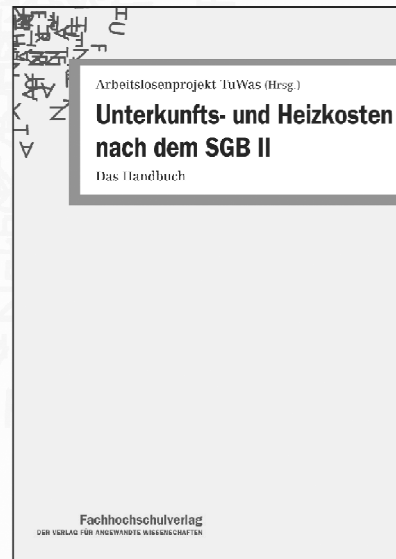 Arbeitslosenprojekt TuWas (Hrsg.)
Unterkunfts- und Heizkosten
nach dem SGB II
Das Handbuch
Fachhochschulverlag
DER VERLAG FÜR ANGEWANDTE WISSENSCHAFTEN